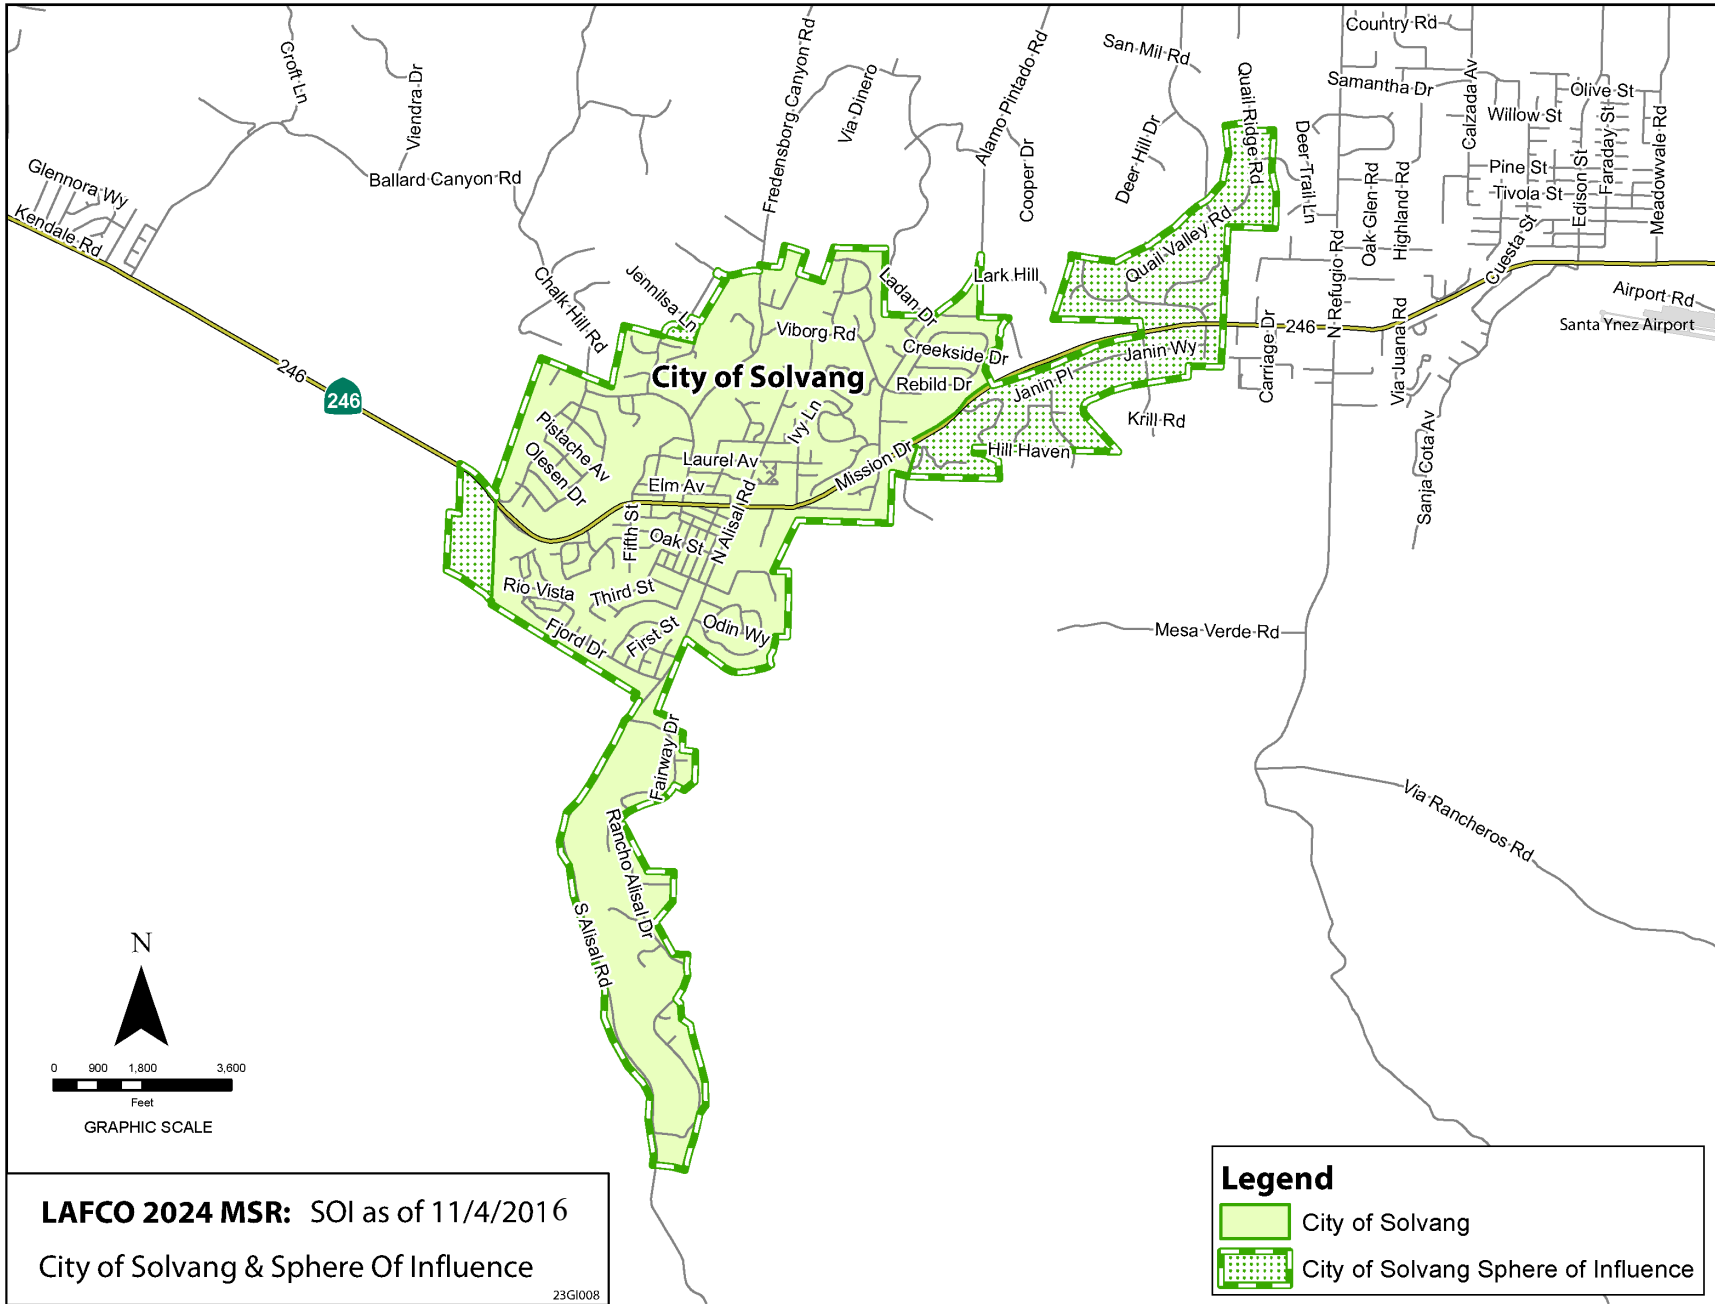 Croft Ln
Viendra Dr
Fredensborg Canyon Rd
Via Dinero
Alamo Pintado Rd
Cooper Dr
San Mil Rd
Deer Hill Dr
Quail Ridge Rd
Deer Trail Ln
Country Rd
Samantha Dr
Calzada Av
Olive St
Willow St
Pine St
Tivola St
Edison St
Faraday St
Meadowvale Rd
Oak Glen Rd
Highland Rd
Cuesta St
N Refugio Rd
Glennora Wy
Kendale Rd
Ballard Canyon Rd
Chalk Hill Rd
Jennilsa Ln
Ladan Dr
Lark Hill
Quail Valley Rd
Viborg Rd
Creekside Dr
Rebild Dr
Janin Wy
Janin Pl
Krill Rd
Hill Haven
Carriage Dr
Via Juana Rd
Sanja Cota Av
Airport Rd
Santa Ynez Airport
246
246
246
City of Solvang
Ivy Ln
Pistache Av
Olesen Dr
Laurel Av
Elm Av
Mission Dr
N Alisal Rd
Fifth St
Oak St
Rio Vista
Third St
Fjord Dr
First St
Odin Wy
Mesa Verde Rd
Fairway Dr
Rancho Alisal Dr
S Alisal Rd
Via Rancheros Rd
N
0 900 1,800 3,600
Feet
GRAPHIC SCALE
LAFCO 2024 MSR: SOI as of 11/4/2016
City of Solvang & Sphere Of Influence
23GI008
Legend
City of Solvang
City of Solvang Sphere of Influence